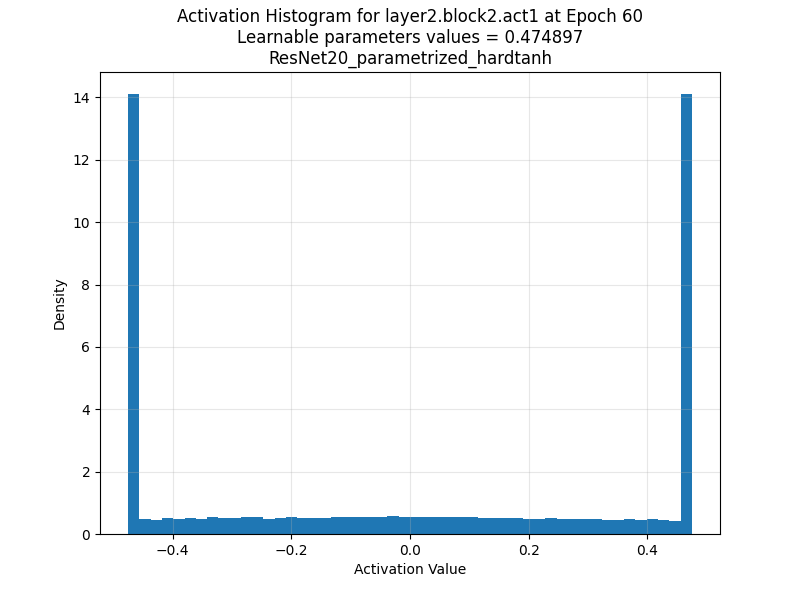 Activation Histogram for layer2.block2.act1 at Epoch 60
Learnable parameters values = 0.474897
ResNet20_parametrized_hardtanh
14
12
10
8
6
4
2
0
Density
−0.4 −0.2 0.0 0.2 0.4
Activation Value